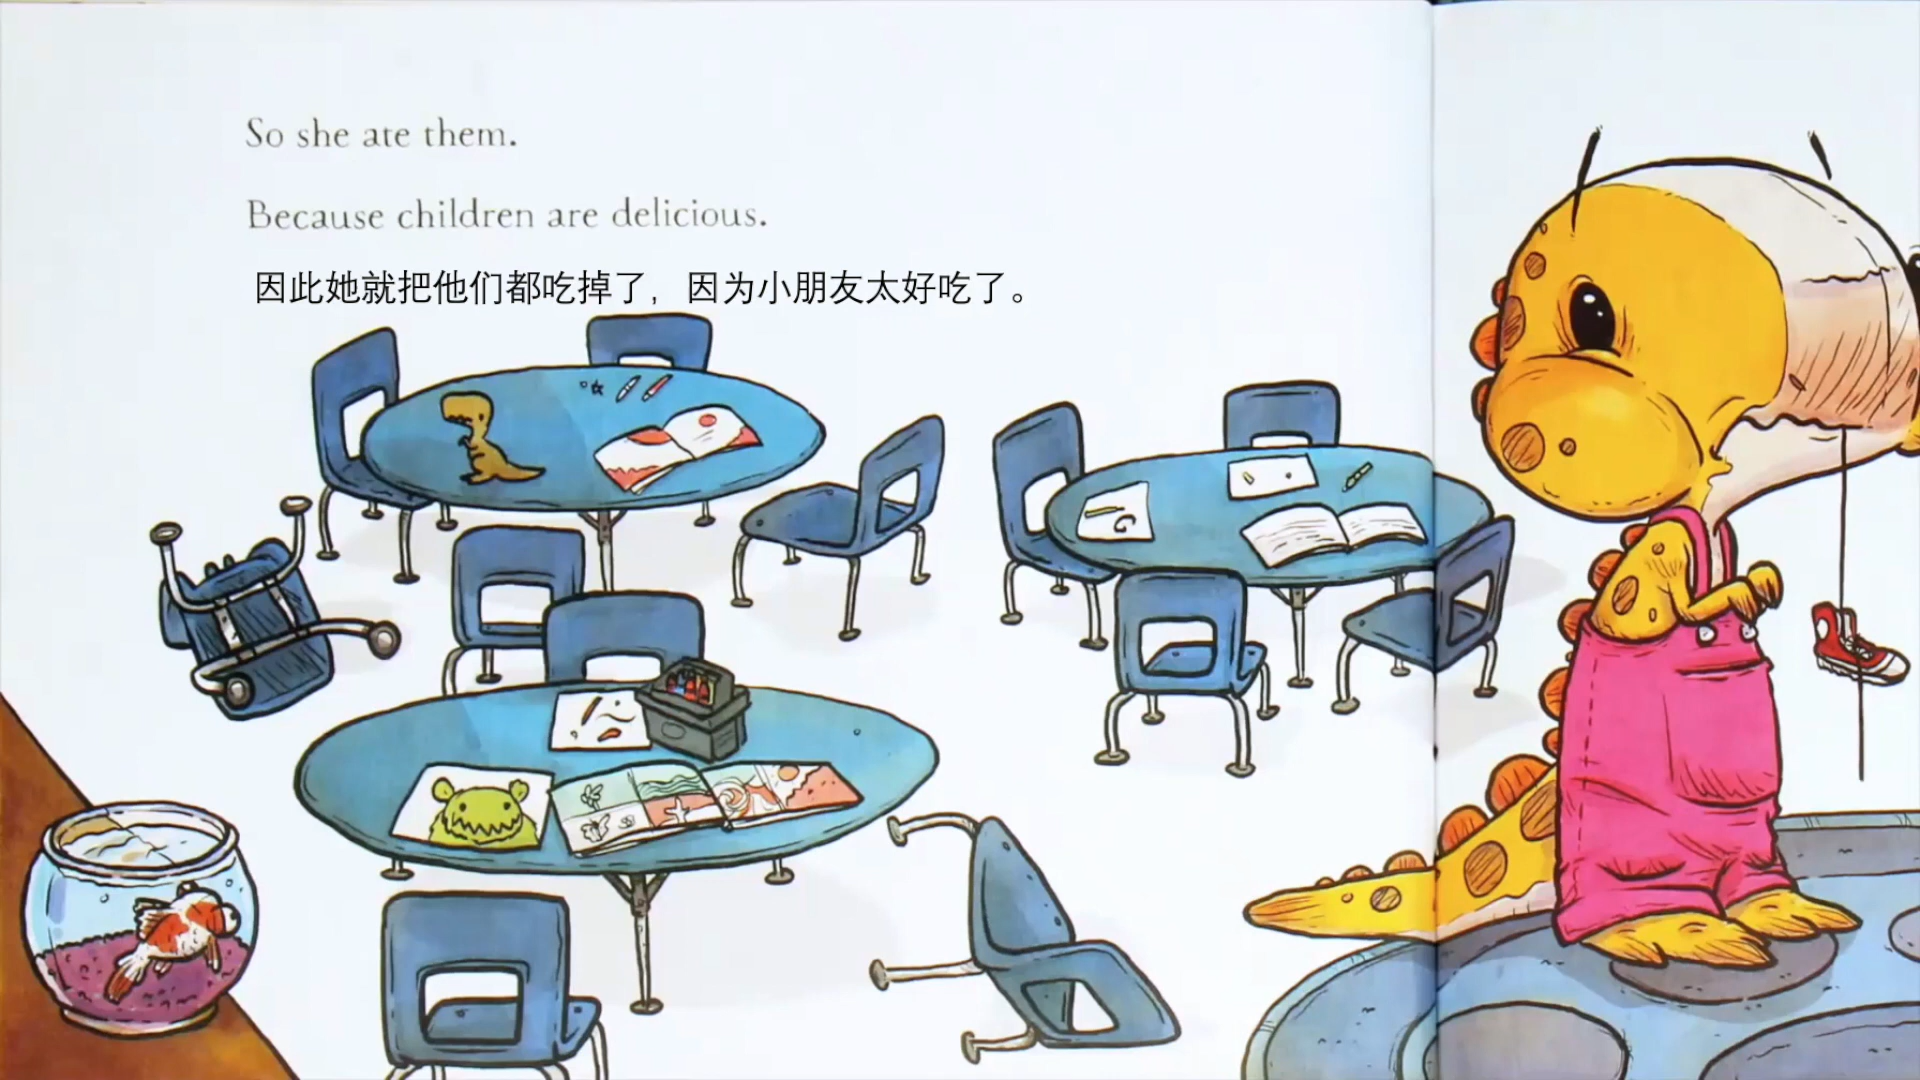 So she ate them.
Because children are delicious.
因此她就把他们都吃掉了，因为小朋友太好吃了。